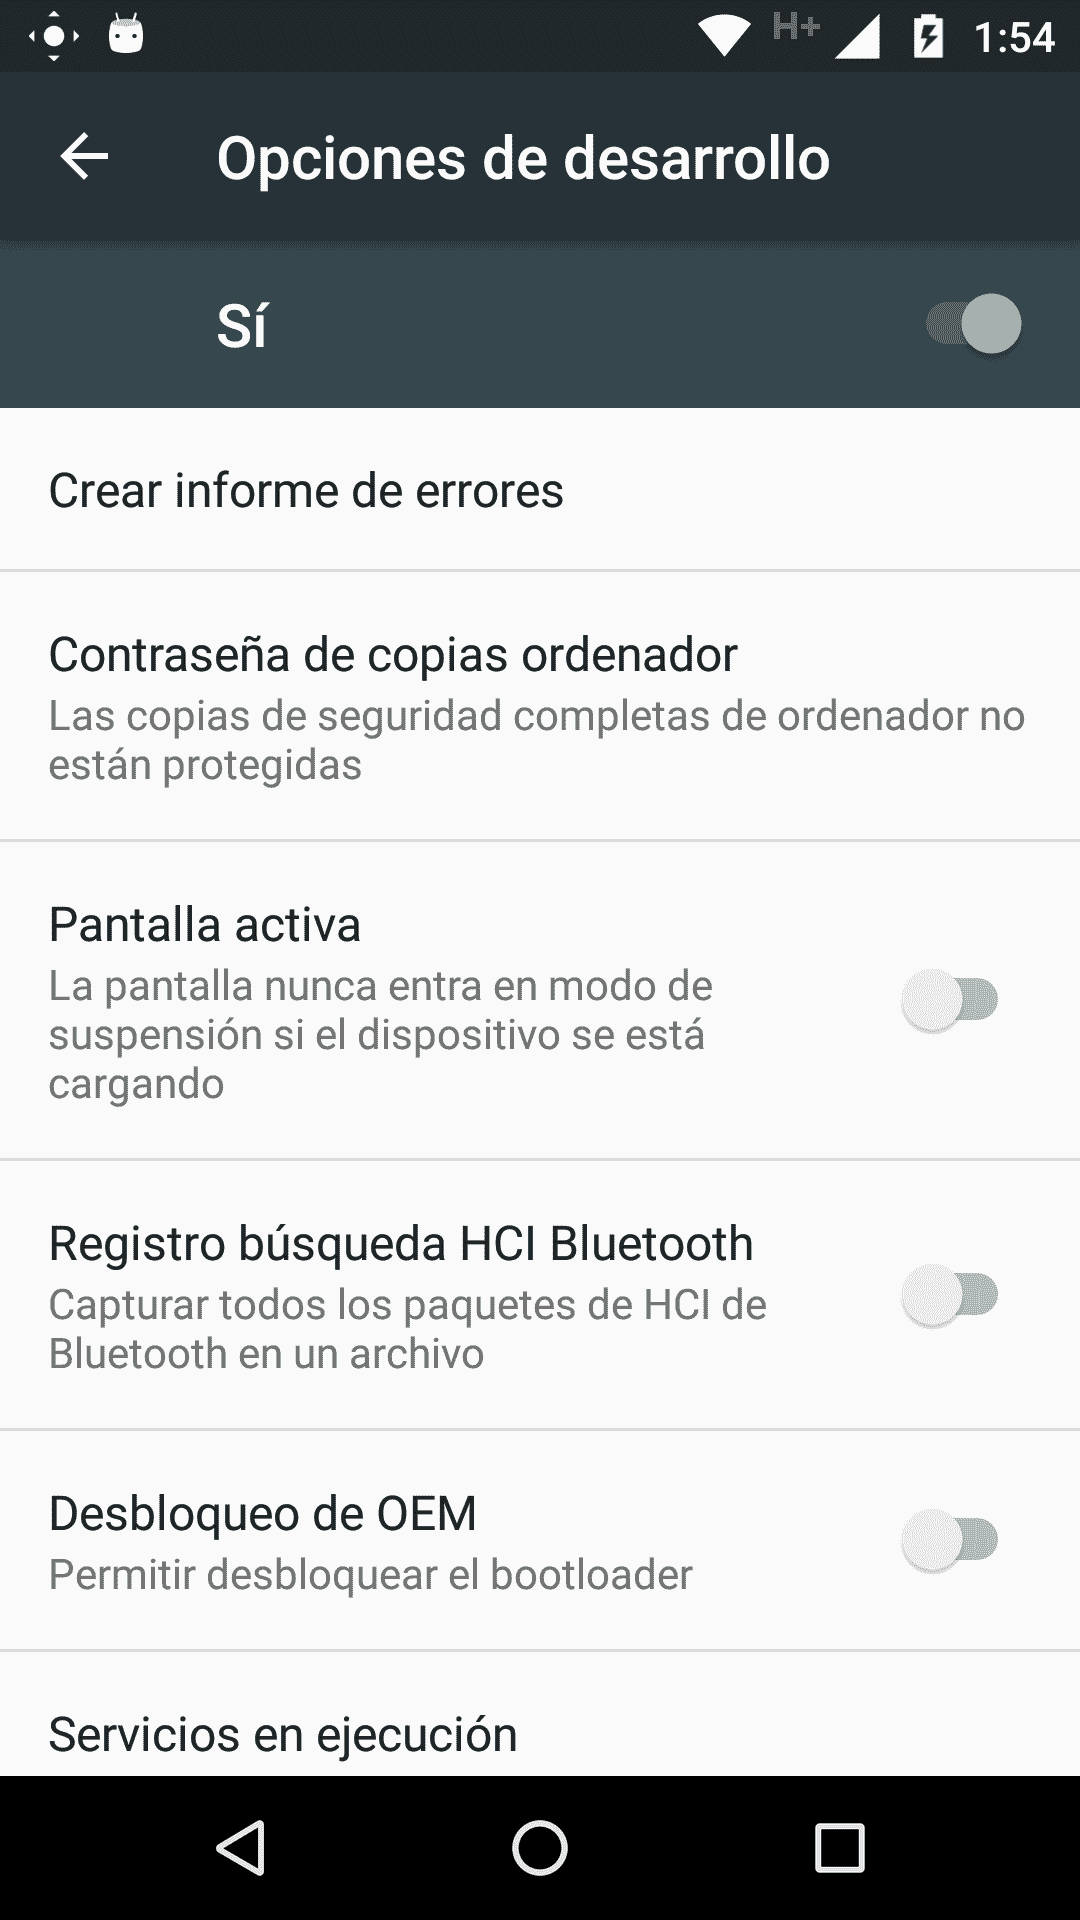 H+ 1:54
Opciones de desarrollo
Sí
Crear informe de errores
Contraseña de copias ordenador
Las copias de seguridad completas de ordenador no
están protegidas
Pantalla activa
La pantalla nunca entra en modo de
suspensión si el dispositivo se está
cargando
Registro búsqueda HCI Bluetooth
Capturar todos los paquetes de HCI de
Bluetooth en un archivo
Desbloqueo de OEM
Permitir desbloquear el bootloader
Servicios en ejecución